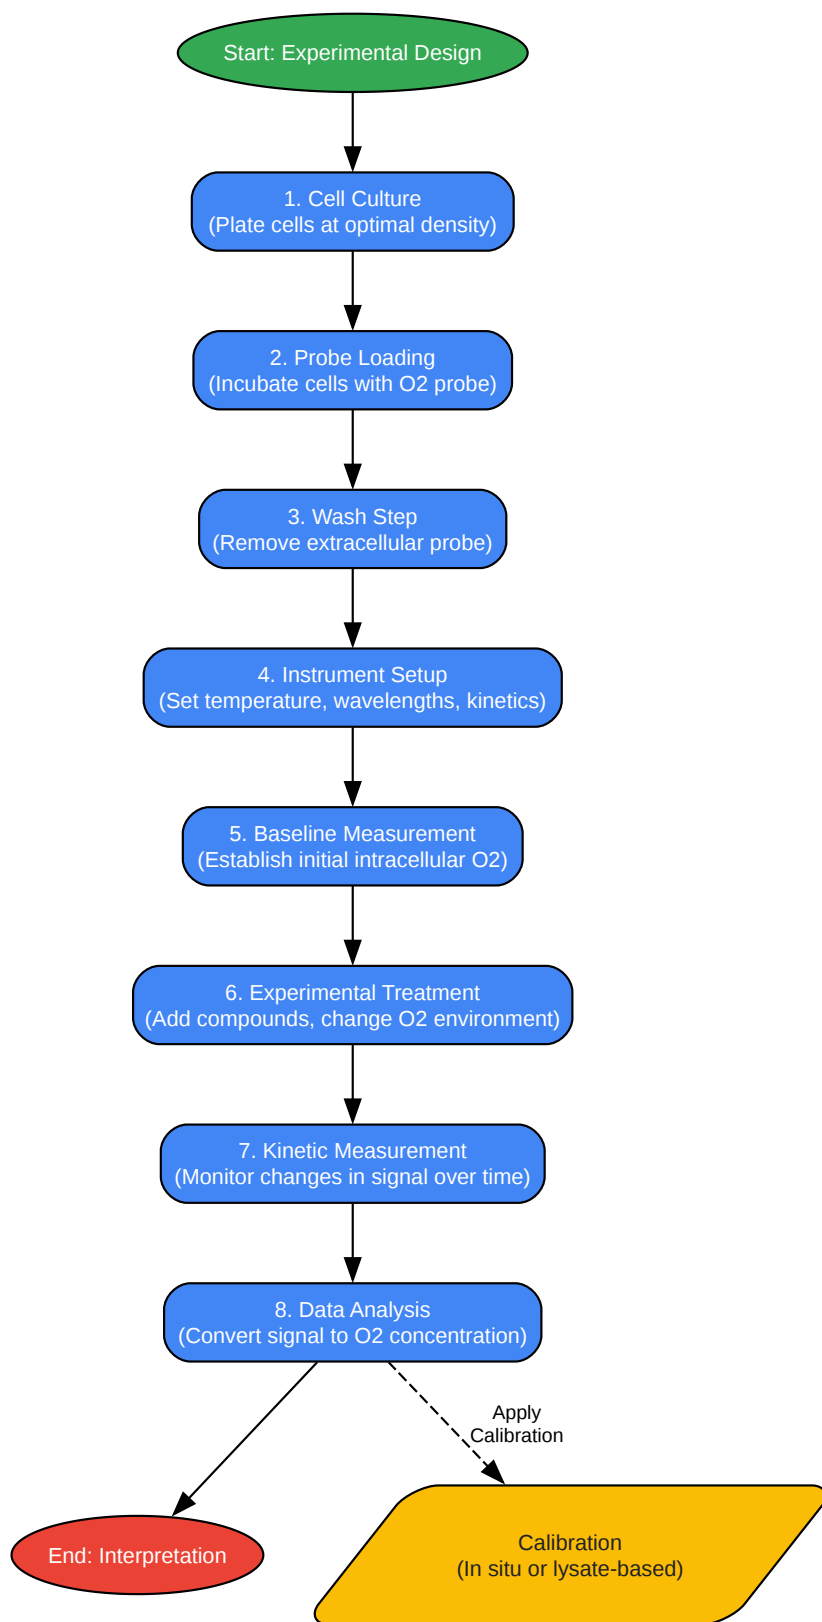 Start: Experimental Design
1. Cell Culture
(Plate cells at optimal density)
2. Probe Loading
(Incubate cells with O2 probe)
3. Wash Step
(Remove extracellular probe)
4. Instrument Setup
(Set temperature, wavelengths, kinetics)
5. Baseline Measurement
(Establish initial intracellular O2)
6. Experimental Treatment
(Add compounds, change O2 environment)
7. Kinetic Measurement
(Monitor changes in signal over time)
8. Data Analysis
(Convert signal to O2 concentration)
Apply
Calibration
End: Interpretation
Calibration
(In situ or lysate-based)